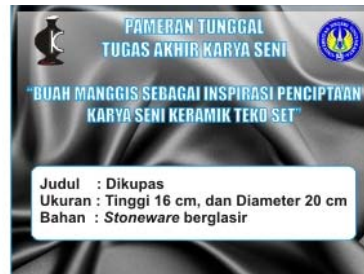 PAMERAN TUNGGAL
TUGAS AKHIR KARYA SENI
"BUAH MANGGIS SEBAGAI INSPIRASI PENCIPTAAN
KARYA SENI KERAMIK TEKO SET"
Judul : Dikupas
Ukuran : Tinggi 16 cm, dan Diameter 20 cm
Bahan : Stoneware berglasir